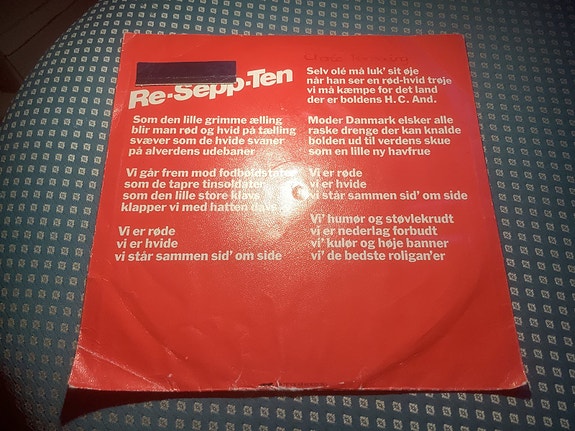 Re-Sepp-Ten
Som den lille grimme ælling
blir man rød og hvid på tælling
svæver som de hvide svaner
på alverdens udebaner
Vi går frem mod fodboldstater
som de tapre tinsoldater
som den lille store klavs
klapper vi med hatten davs
Vi er røde
vi er hvide
vi står sammen sid' om side
Selv olé må luk' sit øje
når han ser en rød-hvid trøje
vi må kæmpe for det land
der er boldens H. C. And.
Moder Danmark elsker alle
raske drenge der kan knalde
bolden ud til verdens skue
som en lille ny havfrue
Vi er røde
vi er hvide
vi står sammen sid' om side
Vi' humør og støvlekrudt
vi er nederlag forbudt
vi' kulør og høje banner
vi' de bedste roligan'er